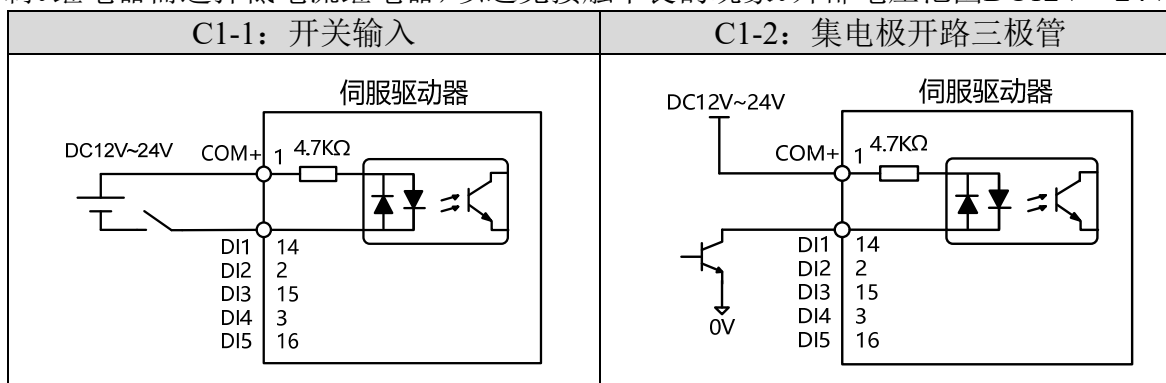 C1-1：开关输入
C1-2：集电极开路三极管
伺服驱动器
DC12V~24V
COM+
1
4.7KΩ
DI1 14
DI2 2
DI3 15
DI4 3
DI5 16
伺服驱动器
DC12V~24V
COM+
1
4.7KΩ
0V
DI1 14
DI2 2
DI3 15
DI4 3
DI5 16